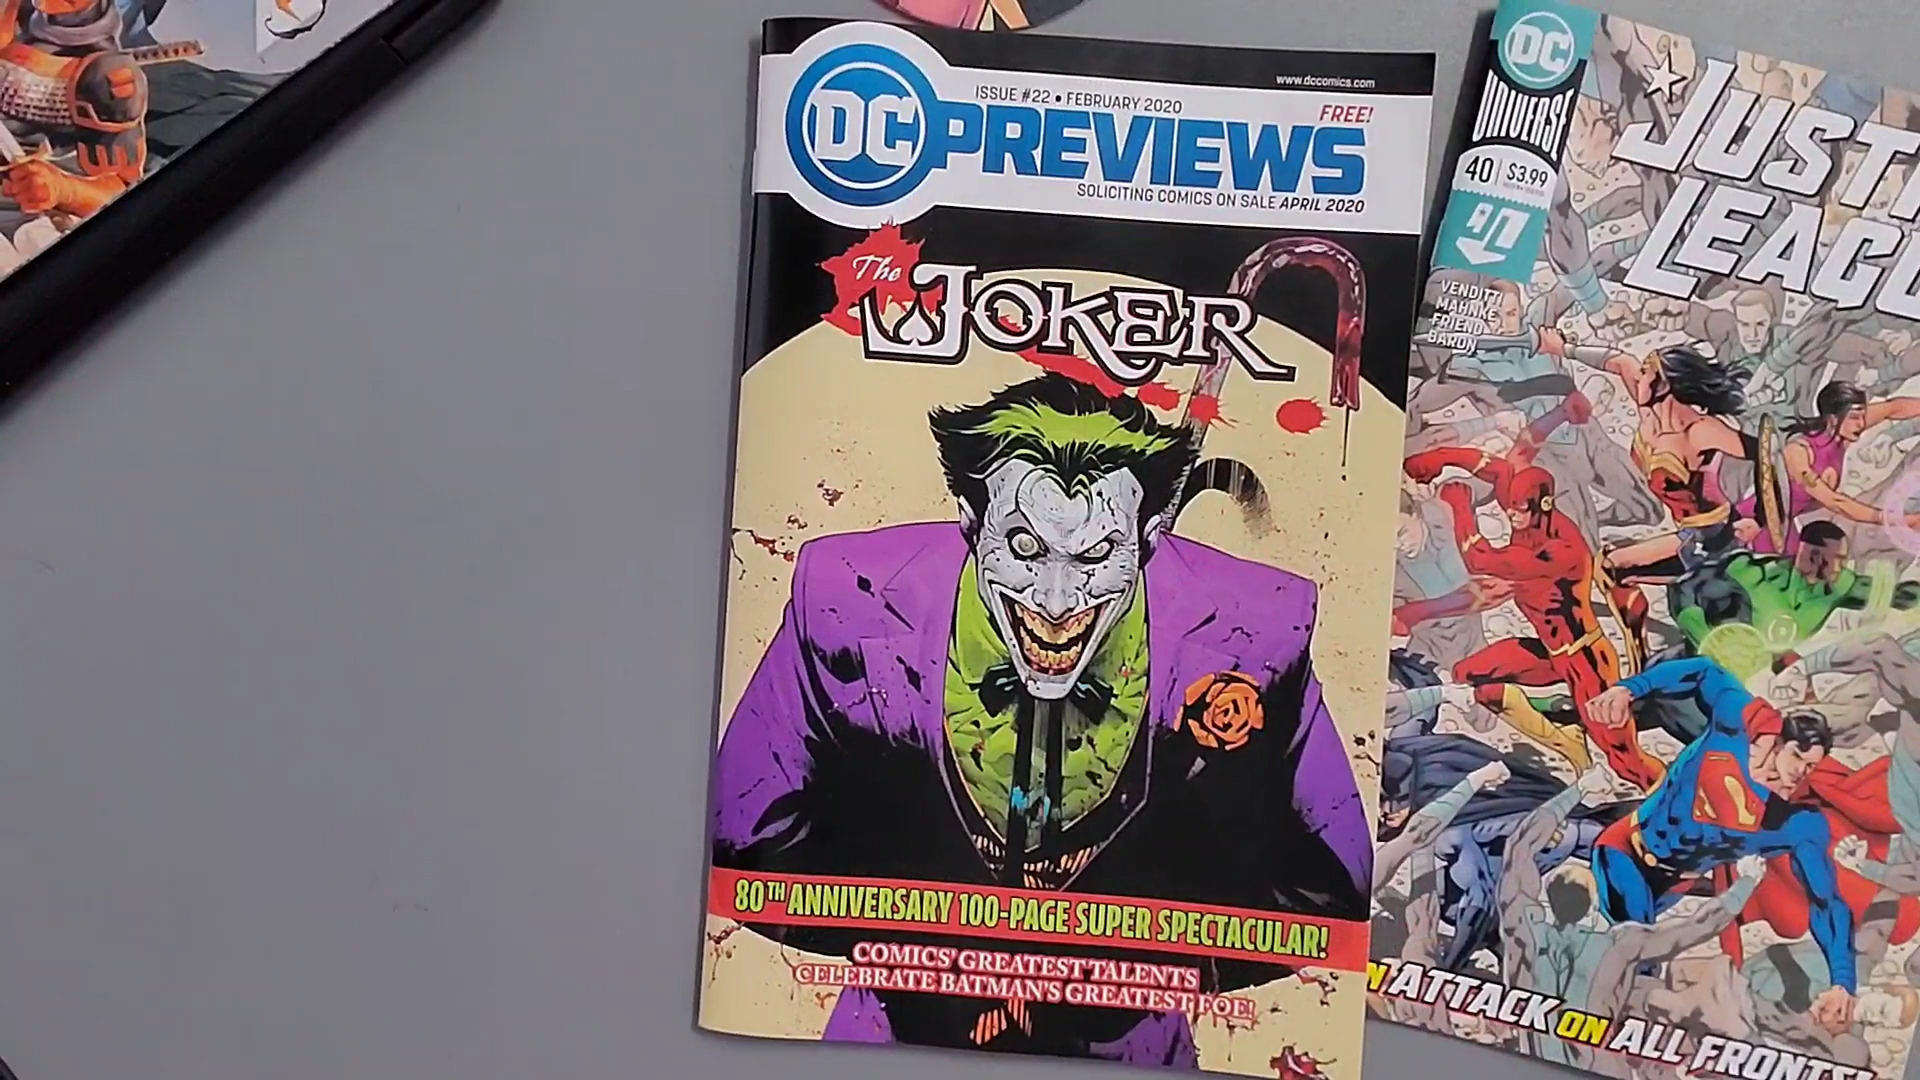 www.dccomics.com
ISSUE #22 • FEBRUARY 2020
FREE!
DC PREVIEWS
SOLICITING COMICS ON SALE APRIL 2020
The
JOKER
80TH ANNIVERSARY 100-PAGE SUPER SPECTACULAR!
COMICS' GREATEST TALENTS
CELEBRATE BATMAN'S GREATEST FOE!
DC
UNIVERSE
40 $3.99
VENDITTI
MAHNKE
FRIEND
BARON
LEAGU
ATTACK ON ALL FRONTS